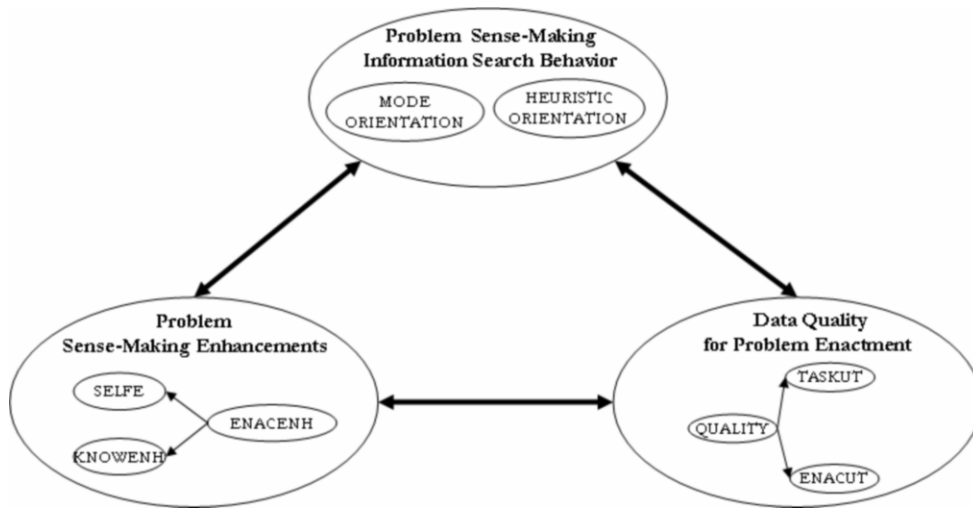 Problem Sense-Making
Information Search Behavior
MODE
ORIENTATION
HEURISTIC
ORIENTATION
Problem
Sense-Making Enhancements
SELFE
ENACENH
KNOWENH
Data Quality
for Problem Enactment
TASKUT
QUALITY
ENACUT